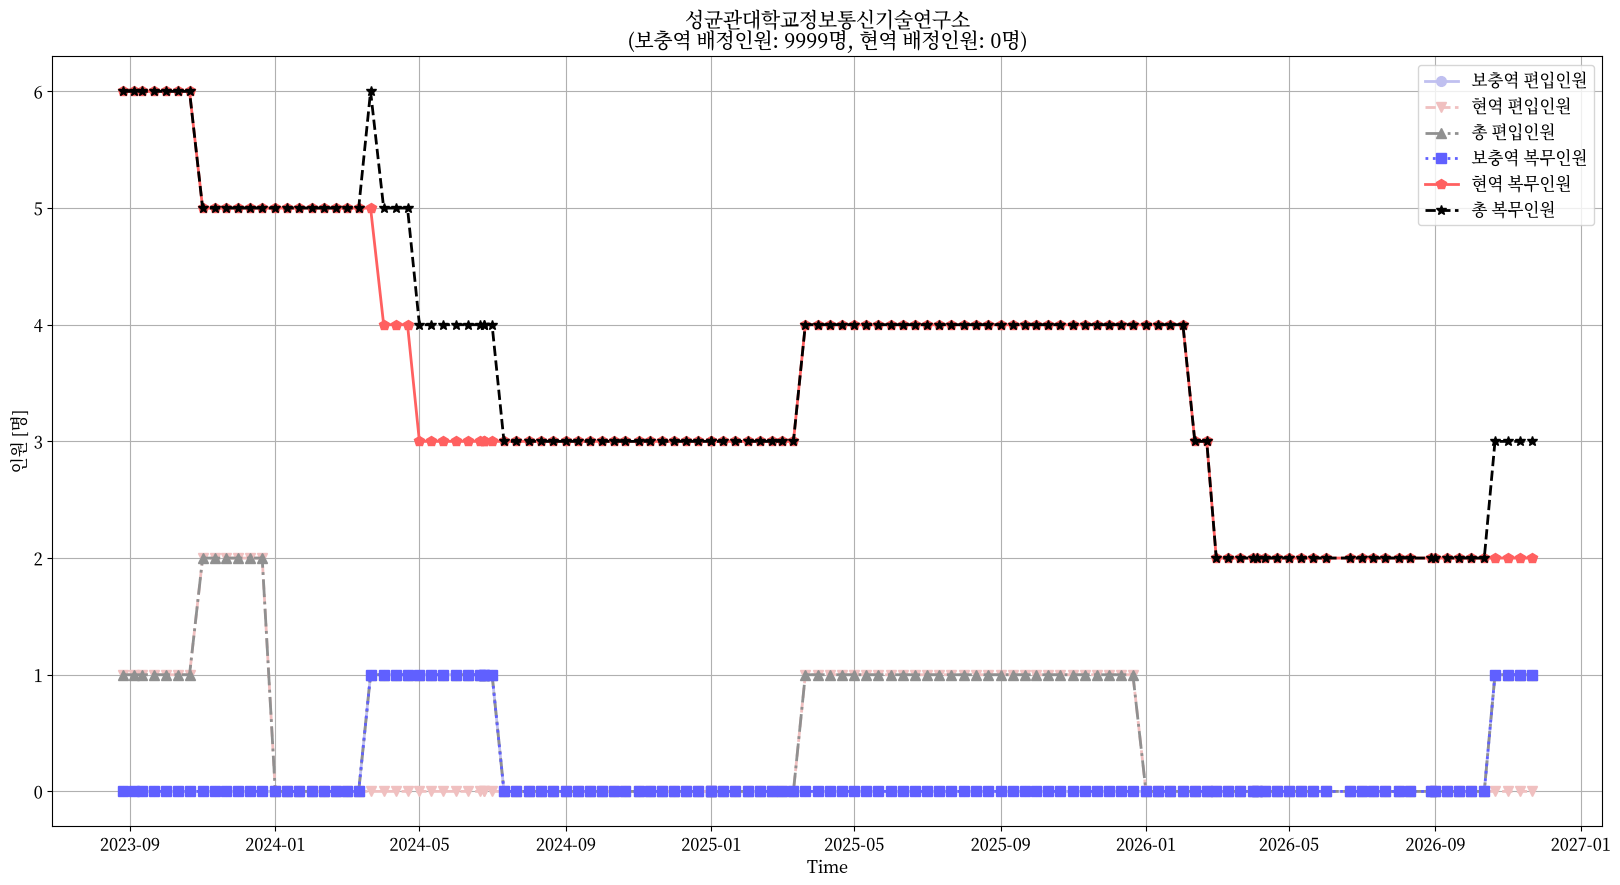 성균관대학교정보통신기술연구소
(보충역 배정인원: 9999명, 현역 배정인원: 0명)
보충역 편입인원
현역 편입인원
총 편입인원
보충역 복무인원
현역 복무인원
총 복무인원
인원 [명]
6
5
4
3
2
1
0
2023-09
2024-01
2024-05
2024-09
2025-01
2025-05
2025-09
2026-01
2026-05
2026-09
2027-01
Time